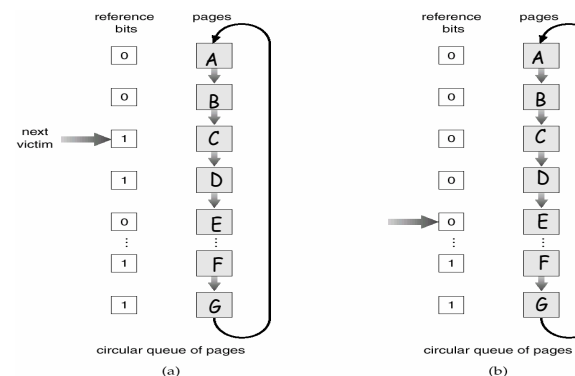 reference bits
pages
0 A
0 B
next victim
1 C
1 D
0 E
1 F
1 G
circular queue of pages
(a)
reference bits
pages
0 A
0 B
0 C
0 D
0 E
1 F
1 G
circular queue of pages
(b)